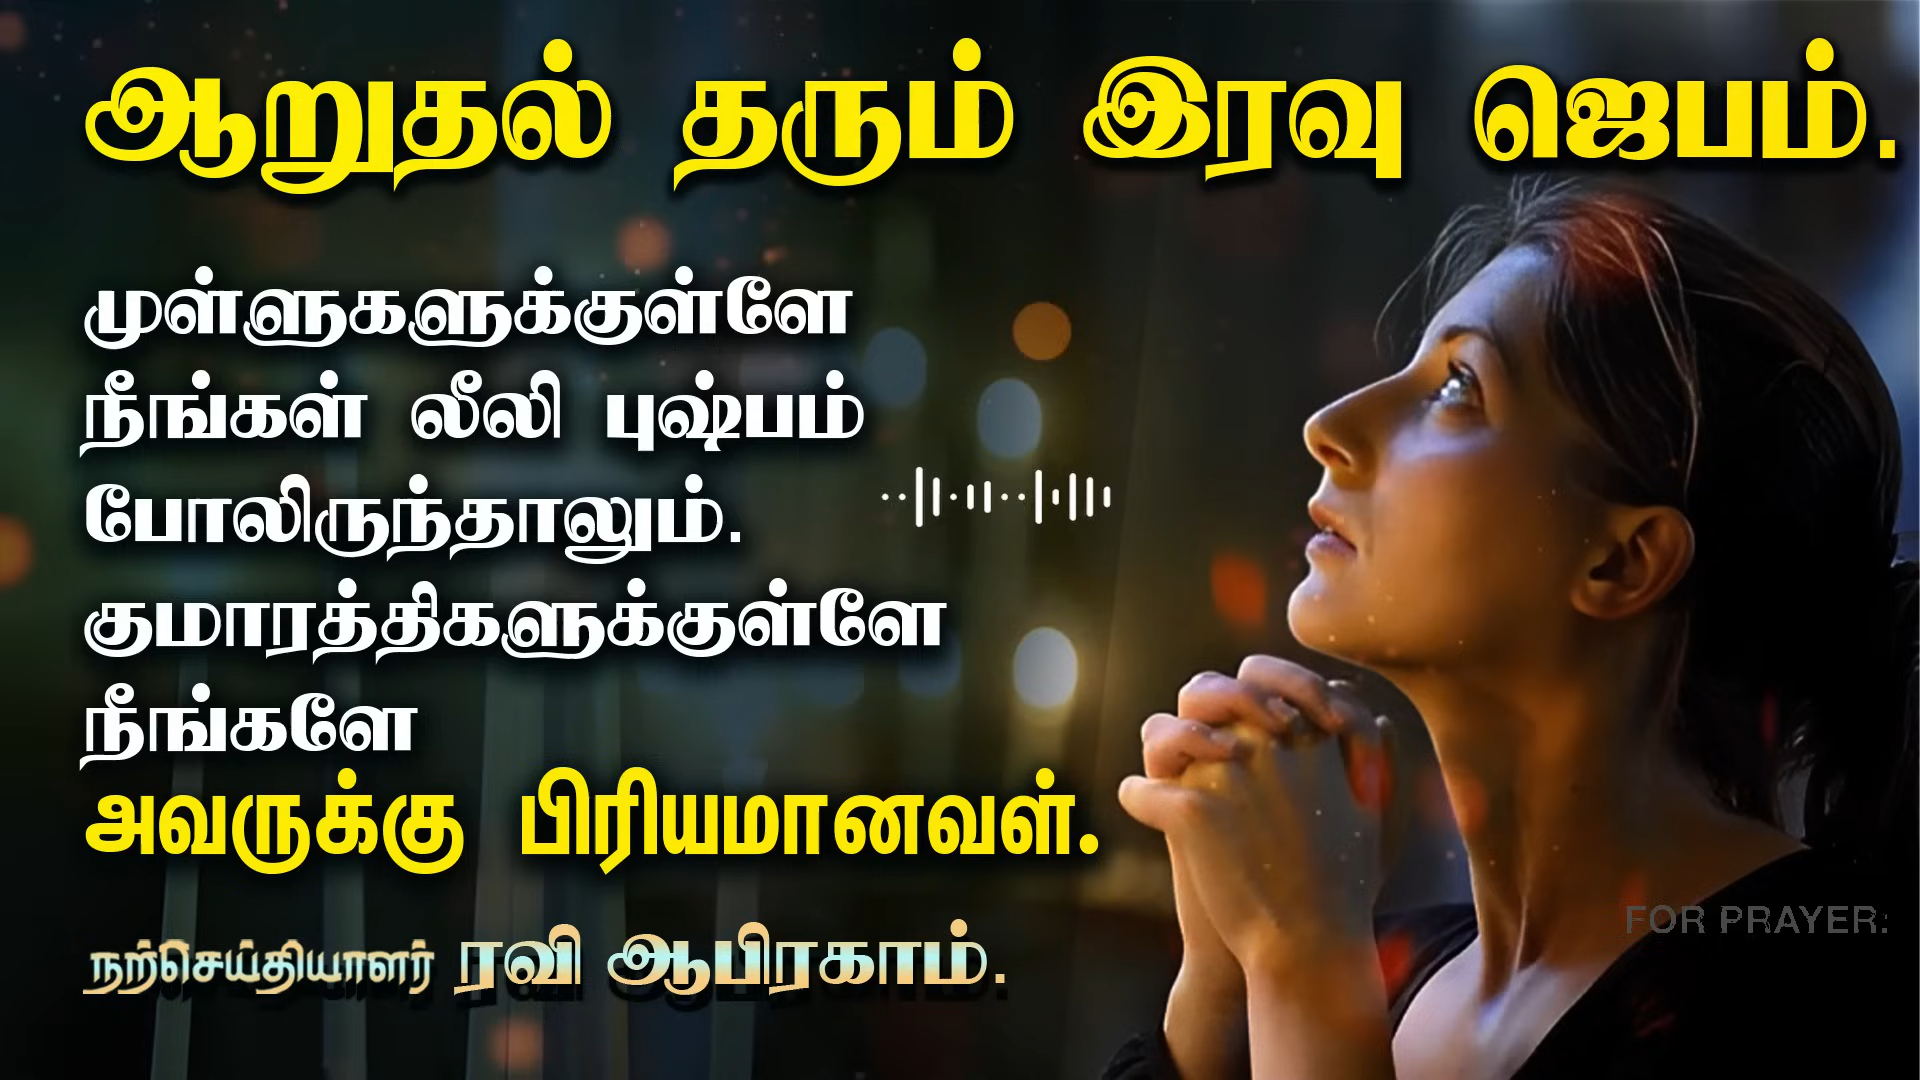 ஆறுதல் தரும் இரவு ஜெபம்.
முள்ளுகளுக்குள்ளே
நீங்கள் லீலி புஷ்பம்
போலிருந்தாலும்.
குமாரத்திகளுக்குள்ளே
நீங்களே
அவருக்கு பிரியமானவள்.
நற்செய்தியாளர் ரவி ஆபிரகாம்.
FOR PRAYER: